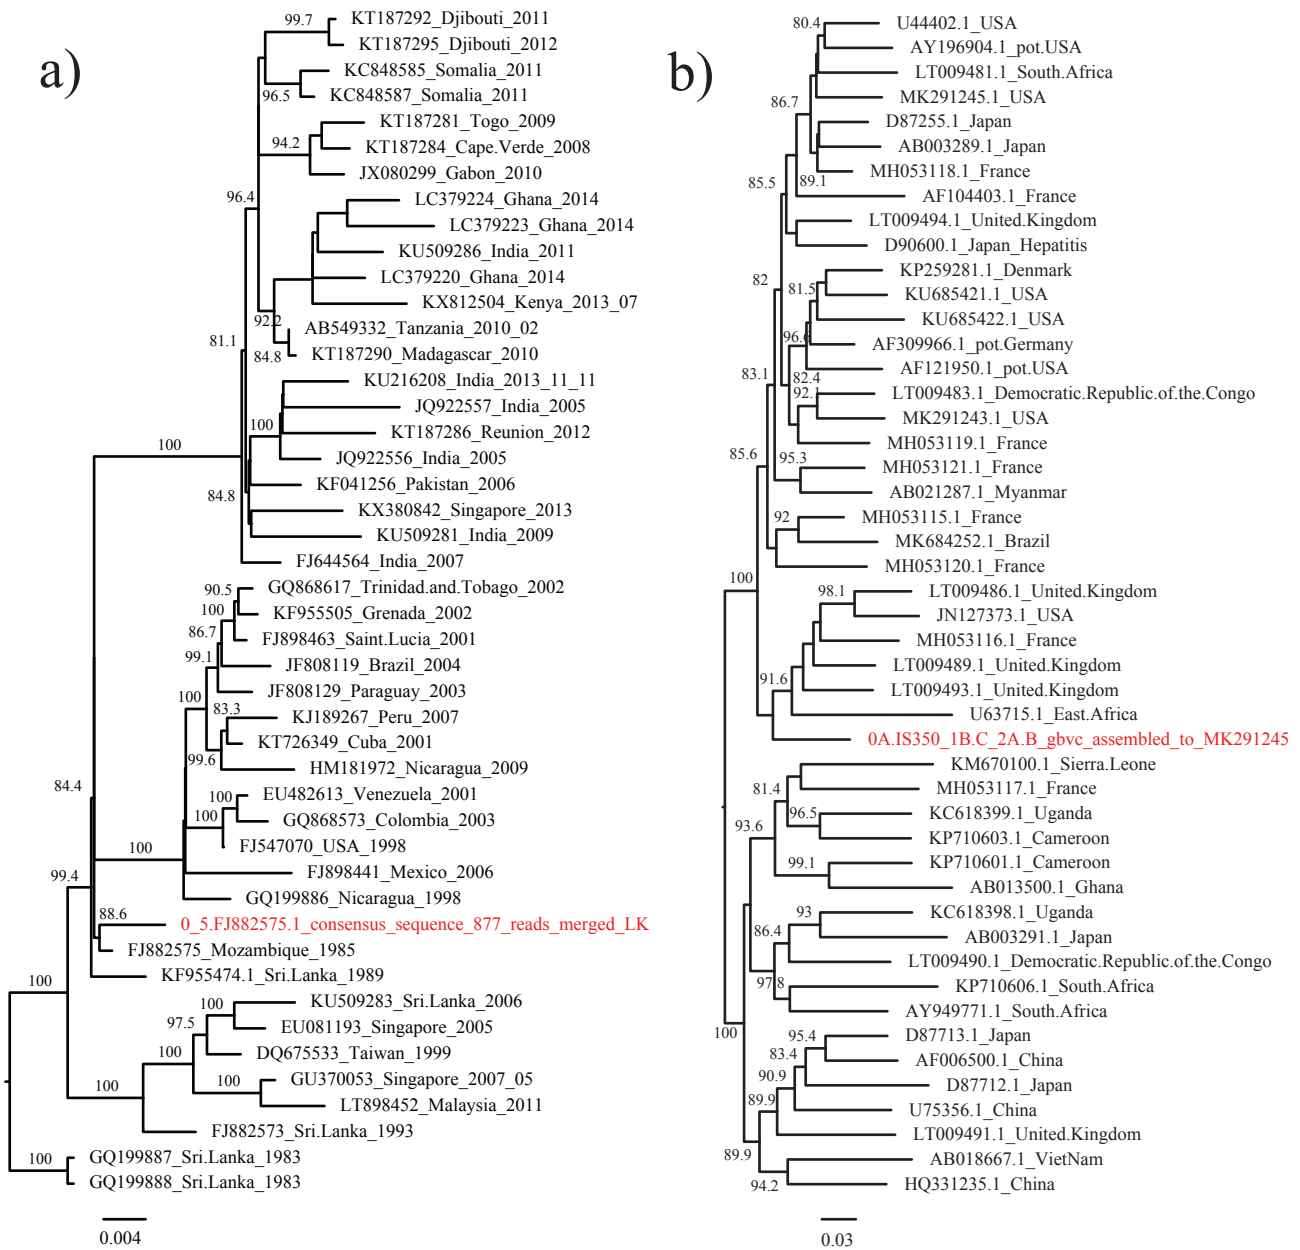 a)
99.7
KT187292_Djibouti_2011
KT187295_Djibouti_2012
KC848585_Somalia_2011
96.5
KC848587_Somalia_2011
KT187281_Togo_2009
94.2
KT187284_Cape.Verde_2008
JX080299_Gabon_2010
96.4
LC379224_Ghana_2014
LC379223_Ghana_2014
KU509286_India_2011
LC379220_Ghana_2014
KX812504_Kenya_2013_07
92.2
AB549332_Tanzania_2010_02
81.1
84.8
KT187290_Madagascar_2010
KU216208_India_2013_11_11
JQ922557_India_2005
100
KT187286_Reunion_2012
100
JQ922556_India_2005
KF041256_Pakistan_2006
84.8
KX380842_Singapore_2013
KU509281_India_2009
FJ644564_India_2007
90.5
GQ868617_Trinidad.and.Tobago_2002
100
KF955505_Grenada_2002
86.7
FJ898463_Saint.Lucia_2001
99.1
JF808119_Brazil_2004
100
JF808129_Paraguay_2003
83.3
KJ189267_Peru_2007
KT726349_Cuba_2001
99.6
HM181972_Nicaragua_2009
84.4
100
EU482613_Venezuela_2001
100
GQ868573_Colombia_2003
100
FJ547070_USA_1998
99.4
FJ898441_Mexico_2006
GQ199886_Nicaragua_1998
88.6
0_5.FJ882575.1_consensus_sequence_877_reads_merged_LK
FJ882575_Mozambique_1985
100
KF955474.1_Sri.Lanka_1989
100
KU509283_Sri.Lanka_2006
97.5
EU081193_Singapore_2005
100
DQ675533_Taiwan_1999
100
100
GU370053_Singapore_2007_05
LT898452_Malaysia_2011
FJ882573_Sri.Lanka_1993
100
GQ199887_Sri.Lanka_1983
GQ199888_Sri.Lanka_1983
0.004
b)
80.4
U44402.1_USA
AY196904.1_pot.USA
LT009481.1_South.Africa
86.7
MK291245.1_USA
D87255.1_Japan
AB003289.1_Japan
85.5
89.1
MH053118.1_France
AF104403.1_France
LT009494.1_United.Kingdom
D90600.1_Japan_Hepatitis
82
KP259281.1_Denmark
81.5
KU685421.1_USA
KU685422.1_USA
96.6
AF309966.1_pot.Germany
83.1
82.4
AF121950.1_pot.USA
92.1
LT009483.1_Democratic.Republic.of.the.Congo
MK291243.1_USA
MH053119.1_France
85.6
95.3
MH053121.1_France
AB021287.1_Myanmar
92
MH053115.1_France
MK684252.1_Brazil
MH053120.1_France
100
98.1
LT009486.1_United.Kingdom
JN127373.1_USA
MH053116.1_France
LT009489.1_United.Kingdom
91.6
LT009493.1_United.Kingdom
U63715.1_East.Africa
0A.IS350_1B.C_2A.B_gbvc_assembled_to_MK291245
KM670100.1_Sierra.Leone
81.4
MH053117.1_France
96.5
KC618399.1_Uganda
93.6
KP710603.1_Cameroon
99.1
KP710601.1_Cameroon
AB013500.1_Ghana
93
KC618398.1_Uganda
86.4
AB003291.1_Japan
LT009490.1_Democratic.Republic.of.the.Congo
97.8
KP710606.1_South.Africa
AY949771.1_South.Africa
100
95.4
D87713.1_Japan
83.4
AF006500.1_China
90.9
D87712.1_Japan
89.9
U75356.1_China
LT009491.1_United.Kingdom
89.9
AB018667.1_VietNam
94.2
HQ331235.1_China
0.03